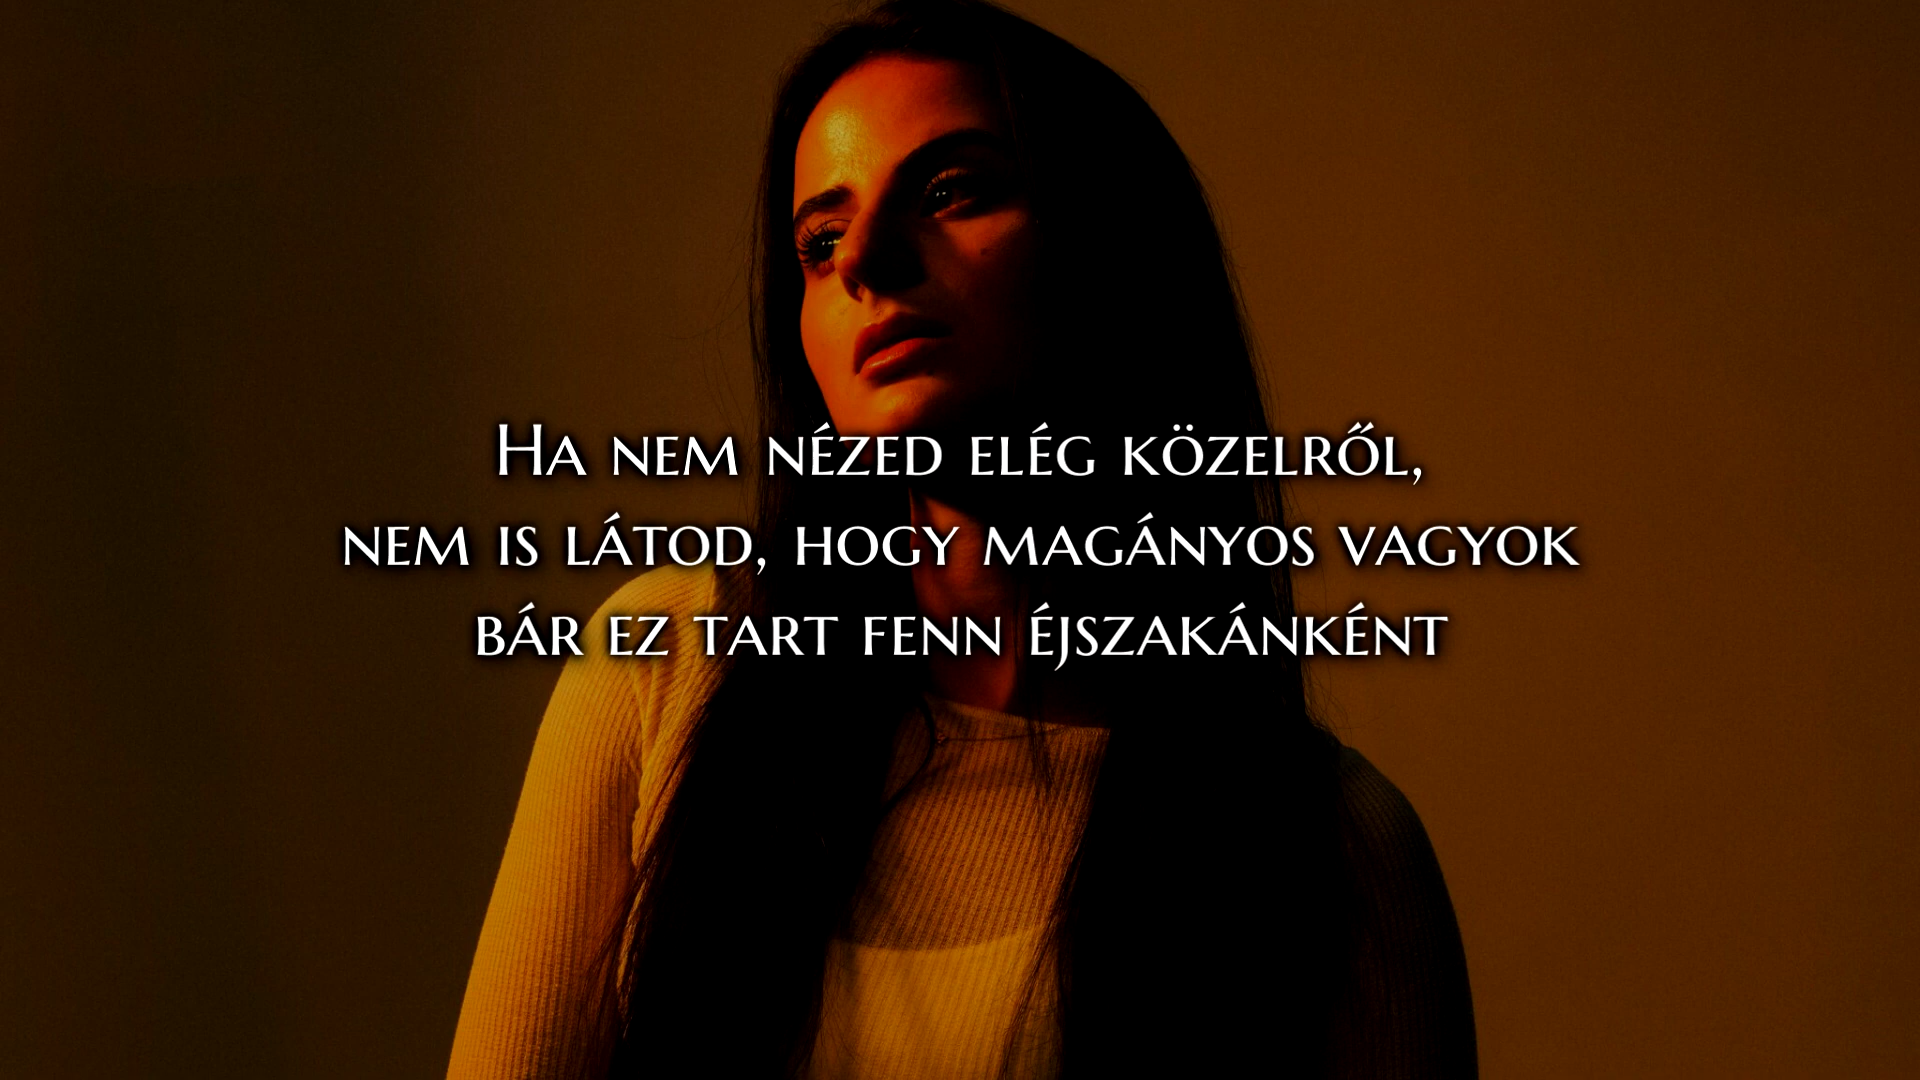 Ha nem nézed elég közelről,
nem is látod, hogy magányos vagyok
bár ez tart fenn éjszakánként